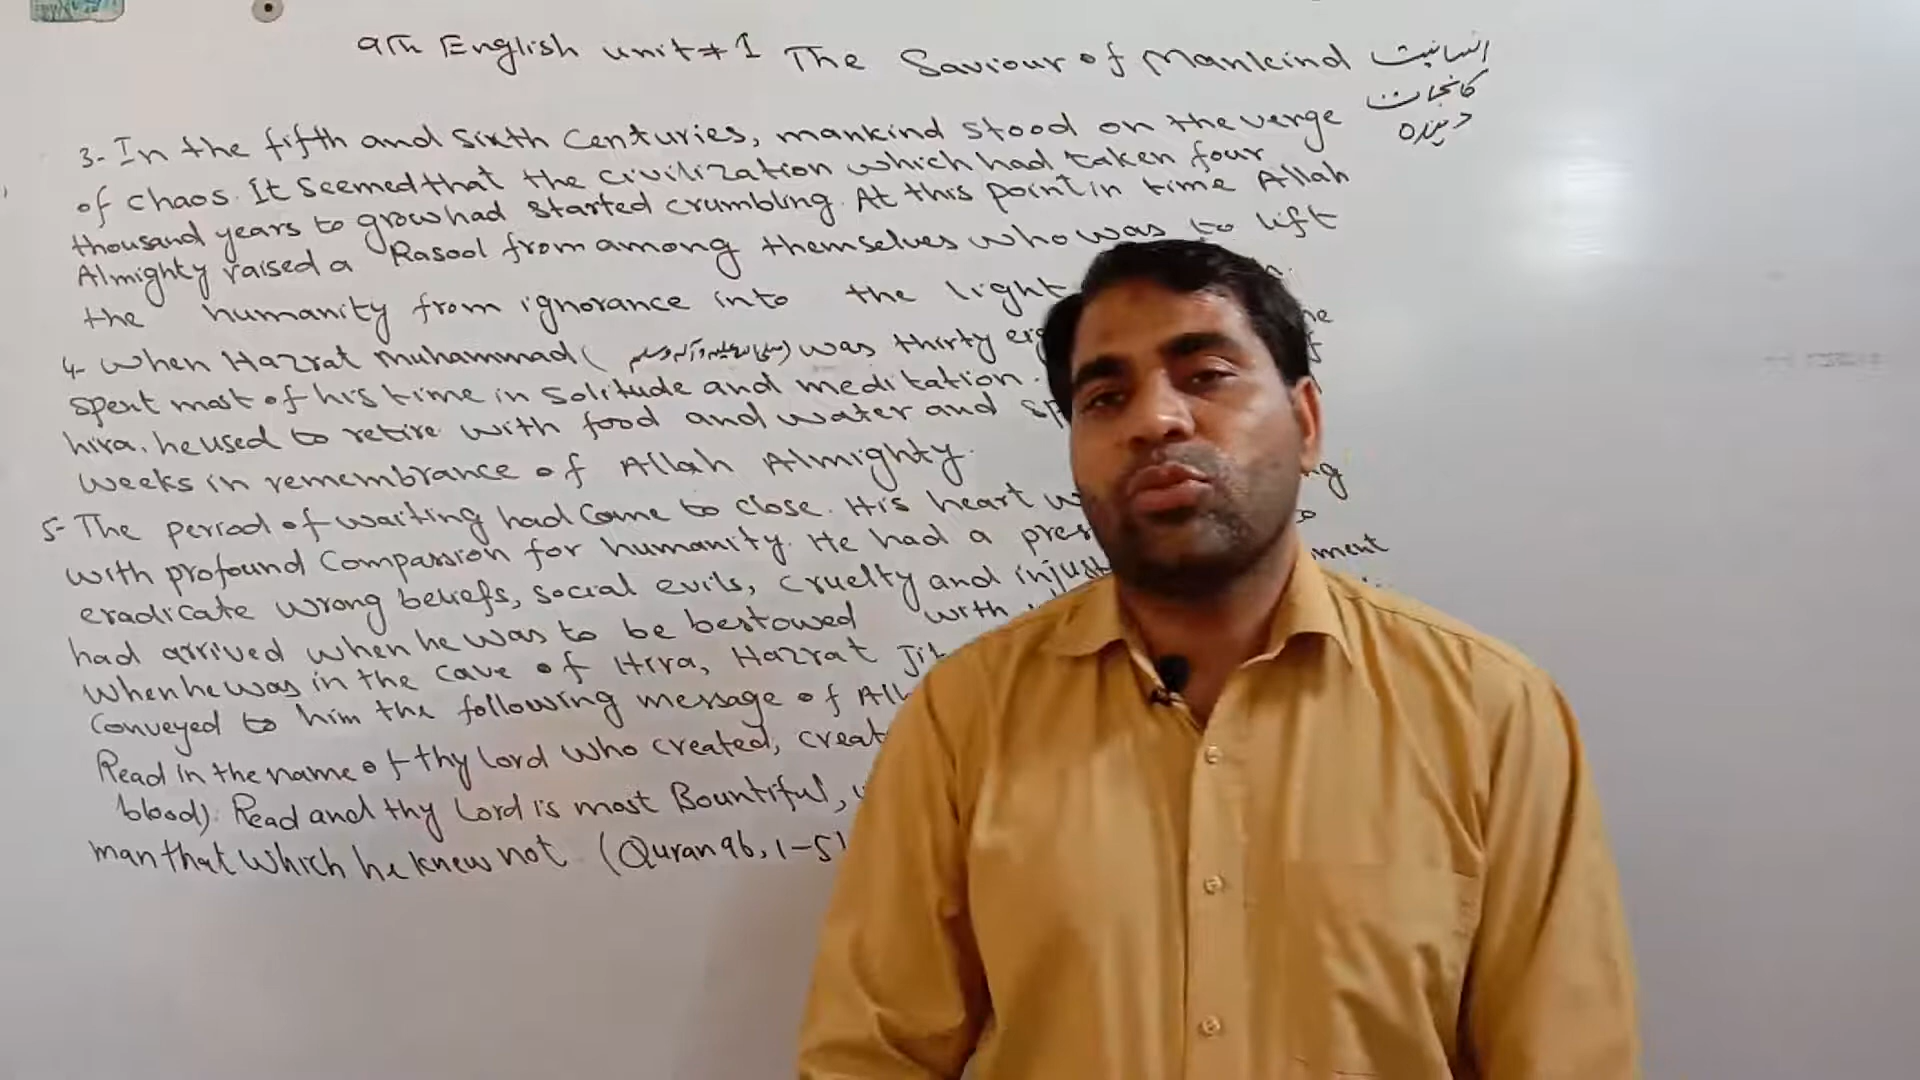 9th English unit # 1 The Saviour of Mankind انسانیت
کا نجات
دہندہ
3- In the fifth and Sixth Centuries, mankind stood on the verge
of chaos. It seemed that the civilization which had taken four
thousand years to grow had started crumbling. At this point in time Allah
Almighty raised a Rasool from among themselves who was to lift
the humanity from ignorance into the light
4- When Hazrat Muhammad (صلی اللہ علیہ وآلہ وسلم) was thirty
spent most of his time in Solitude and meditation.
hira, he used to retire with food and water and
weeks in remembrance of Allah Almighty.
5- The period of waiting had Come to close. His heart
with profound Compassion for humanity. He had a
eradicate wrong beliefs, social evils, cruelty and
had arrived when he was to be bestowed with
When he was in the cave of Hira, Hazrat
Conveyed to him the following message of
Read in the name of thy Lord who created,
blood). Read and thy Lord is most Bountiful,
man that which he knew not (Quran 96, 1-5)